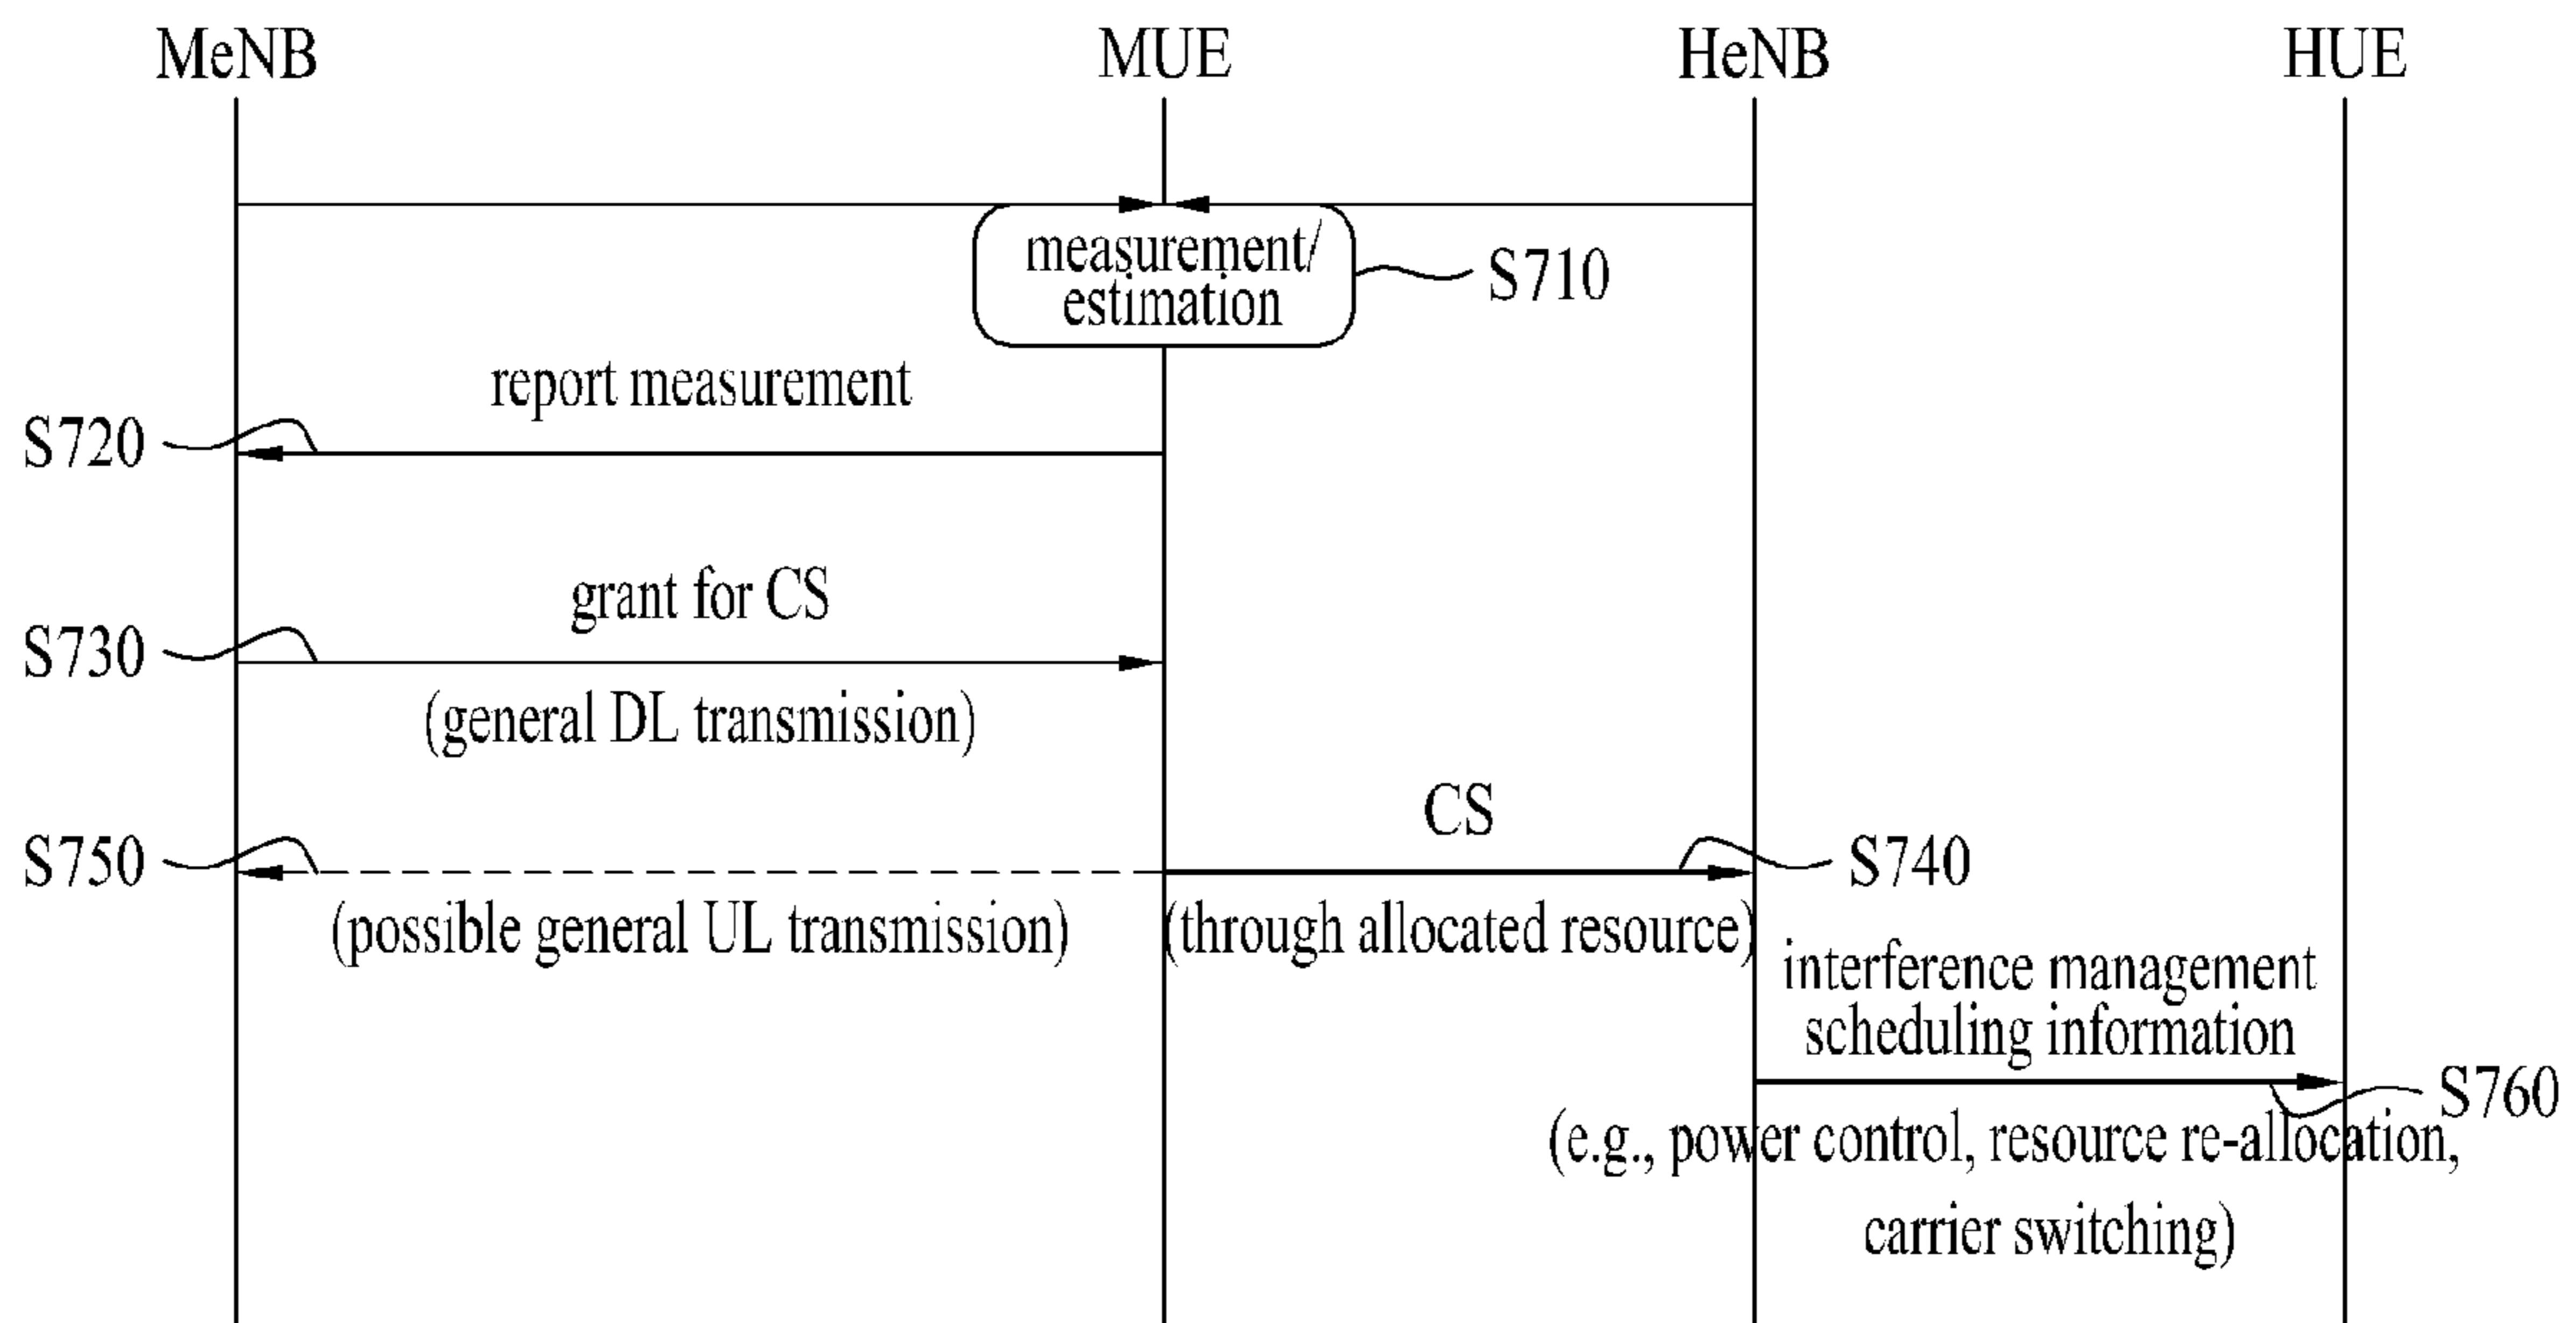 MeNB
MUE
HeNB
HUE
measurement/
estimation
S710
report measurement
S720
grant for CS
S730
(general DL transmission)
CS
S750
S740
(possible general UL transmission)
(through allocated resource)
interference management
scheduling information
S760
(e.g., power control, resource re-allocation,
carrier switching)